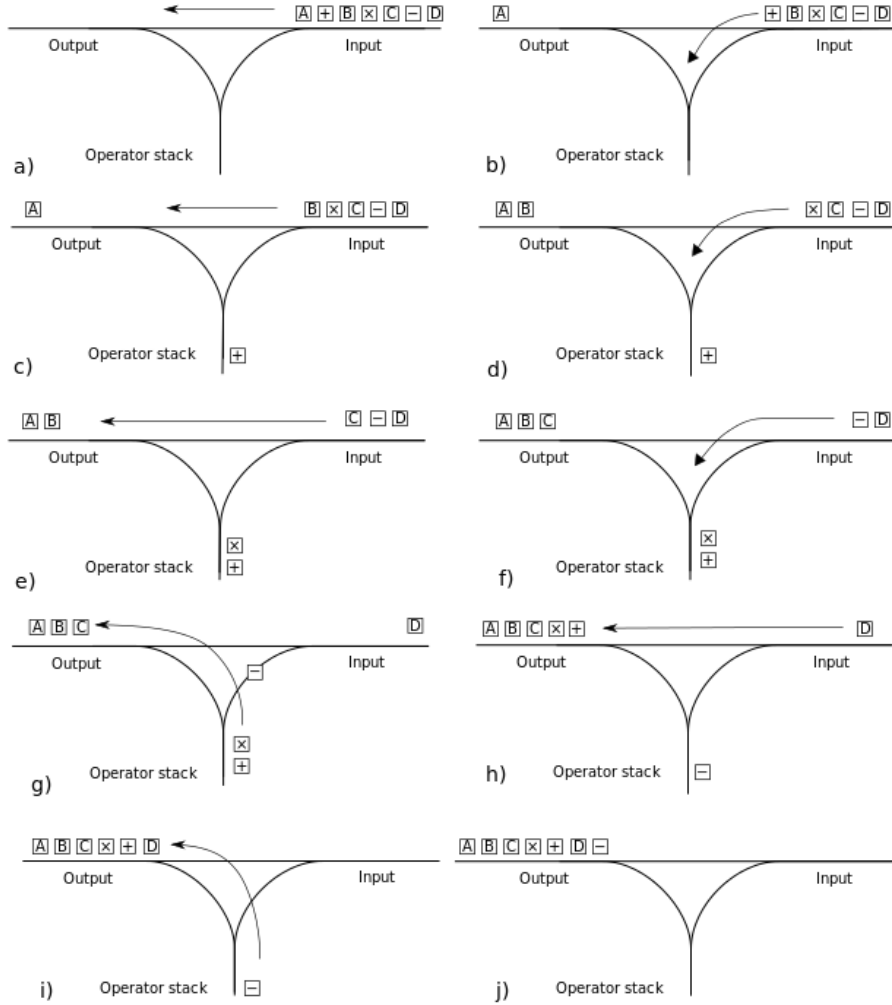 A + B × C − D
Output Input
Operator stack
a)
A + B × C − D
Output Input
Operator stack
b)
A B × C − D
Output Input
+
Operator stack
c)
A B × C − D
Output Input
Operator stack +
d)
A B C − D
Output Input
×
Operator stack +
e)
A B C − D
Output Input
×
Operator stack +
f)
A B C D
Output Input
−
×
+
Operator stack
g)
A B C × + D
Output Input
Operator stack −
h)
A B C × + D
Output Input
Operator stack −
i)
A B C × + D −
Output Input
Operator stack
j)